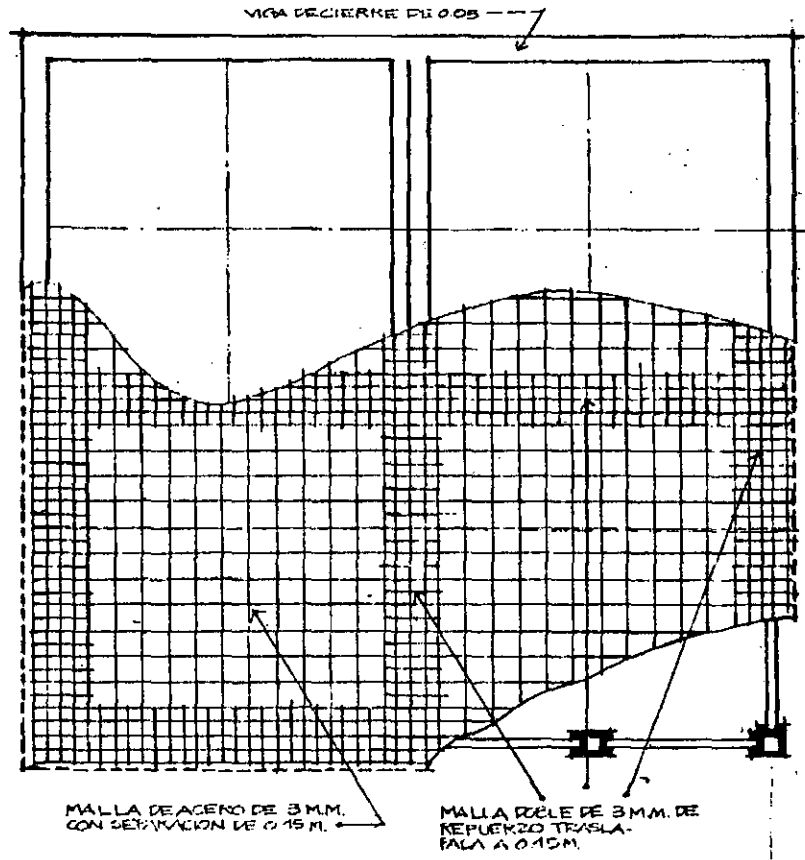 VIGA DE CIERRE DE 0.05
MALLA DE ACERO DE 3 M.M.
CON SEPARACION DE 0.15 M.
MALLA DOBLE DE 3 M.M. DE
REFUERZO TRASLA-
PADA A 0.15 M.